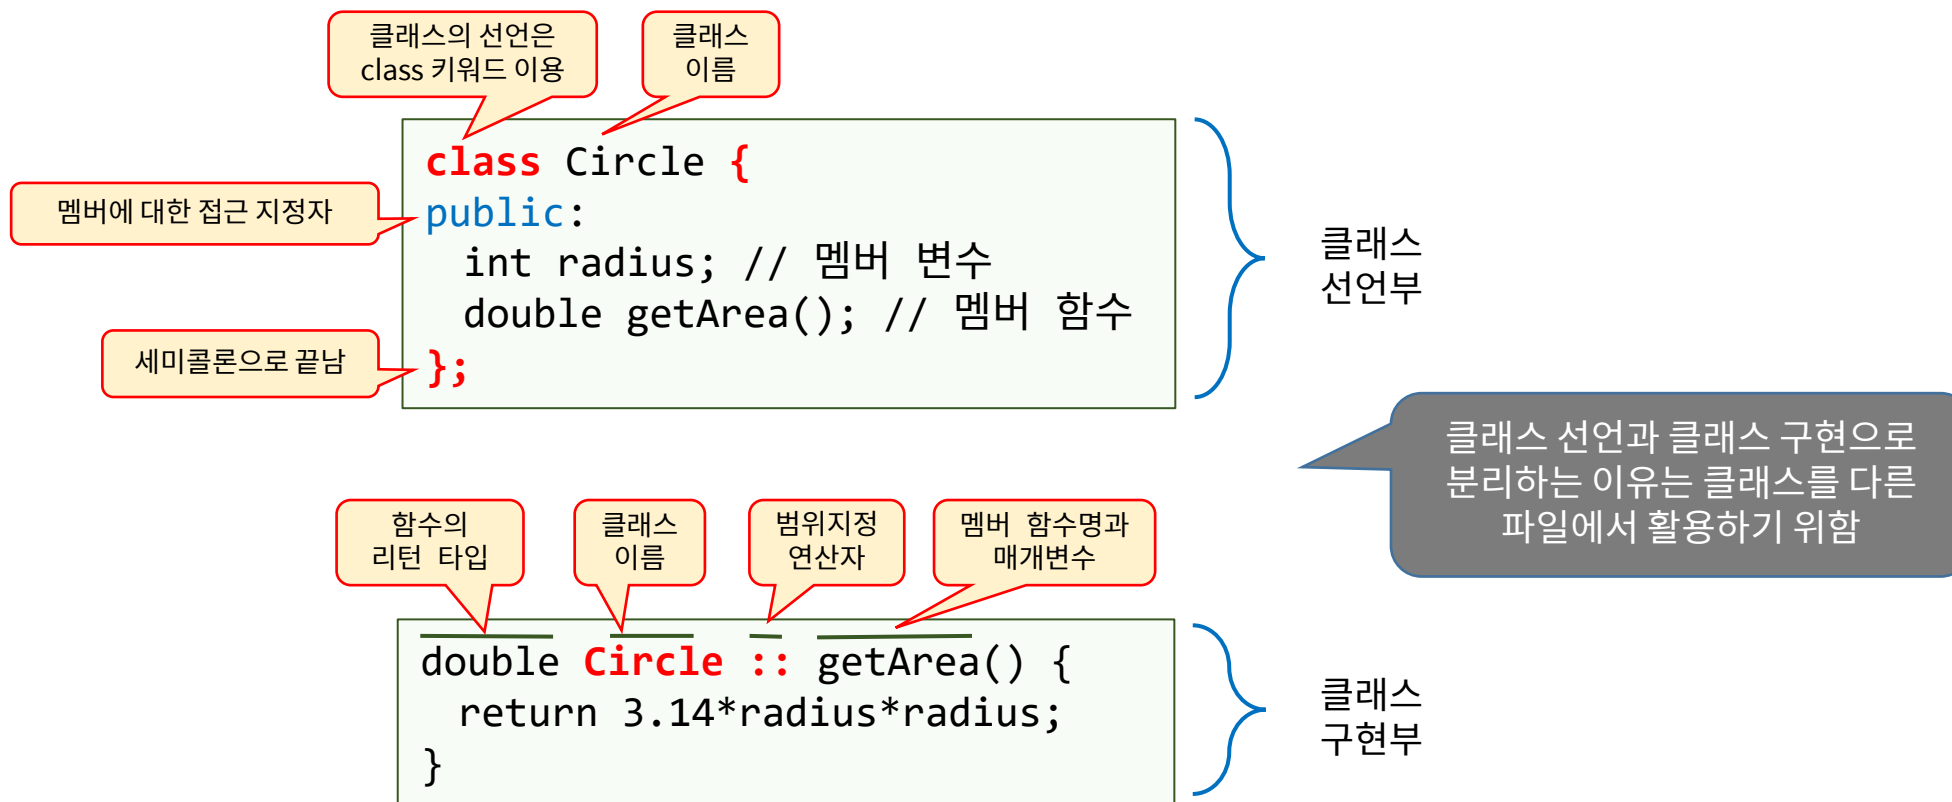 클래스의 선언은
class 키워드 이용
클래스
이름
class Circle {
멤버에 대한 접근 지정자
public:
int radius; // 멤버 변수
double getArea(); // 멤버 함수
세미콜론으로 끝남
};
클래스
선언부
클래스 선언과 클래스 구현으로
분리하는 이유는 클래스를 다른
파일에서 활용하기 위함
함수의
리턴 타입
클래스
이름
범위지정
연산자
멤버 함수명과
매개변수
double Circle :: getArea() {
return 3.14*radius*radius;
}
클래스
구현부